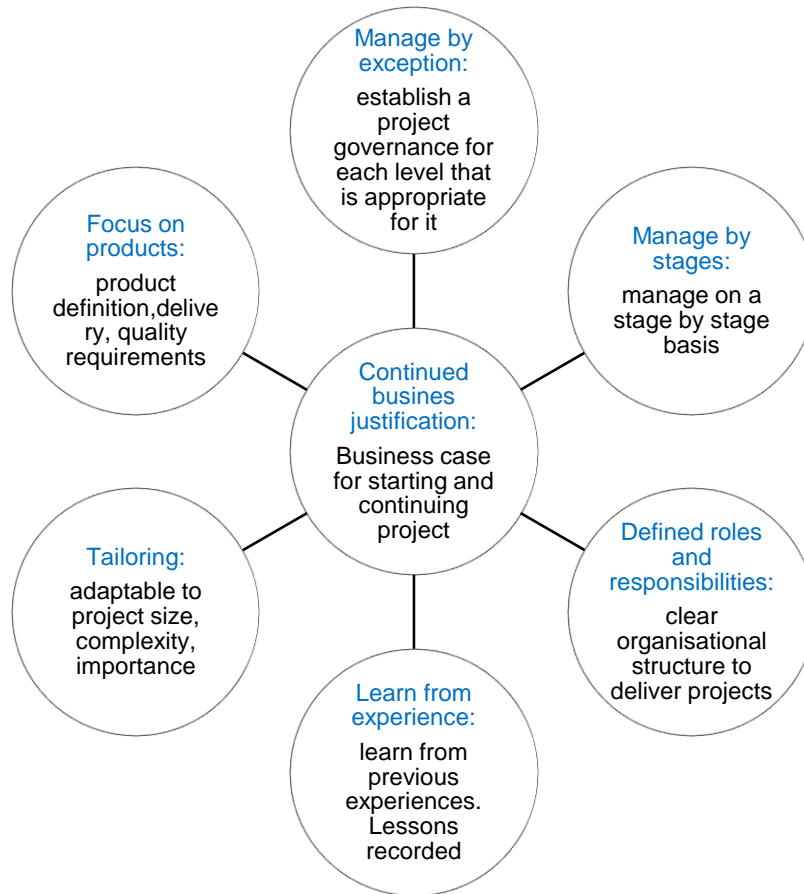 Manage by
exception:
establish a
project
governance for
each level that
is appropriate
for it
Focus on
products:
product
definition,delive
ry, quality
requirements
Manage by
stages:
manage on a
stage by stage
basis
Continued
busines
justification:
Business case
for starting and
continuing
project
Tailoring:
adaptable to
project size,
complexity,
importance
Defined roles
and
responsibilities:
clear
organisational
structure to
deliver projects
Learn from
experience:
learn from
previous
experiences.
Lessons
recorded